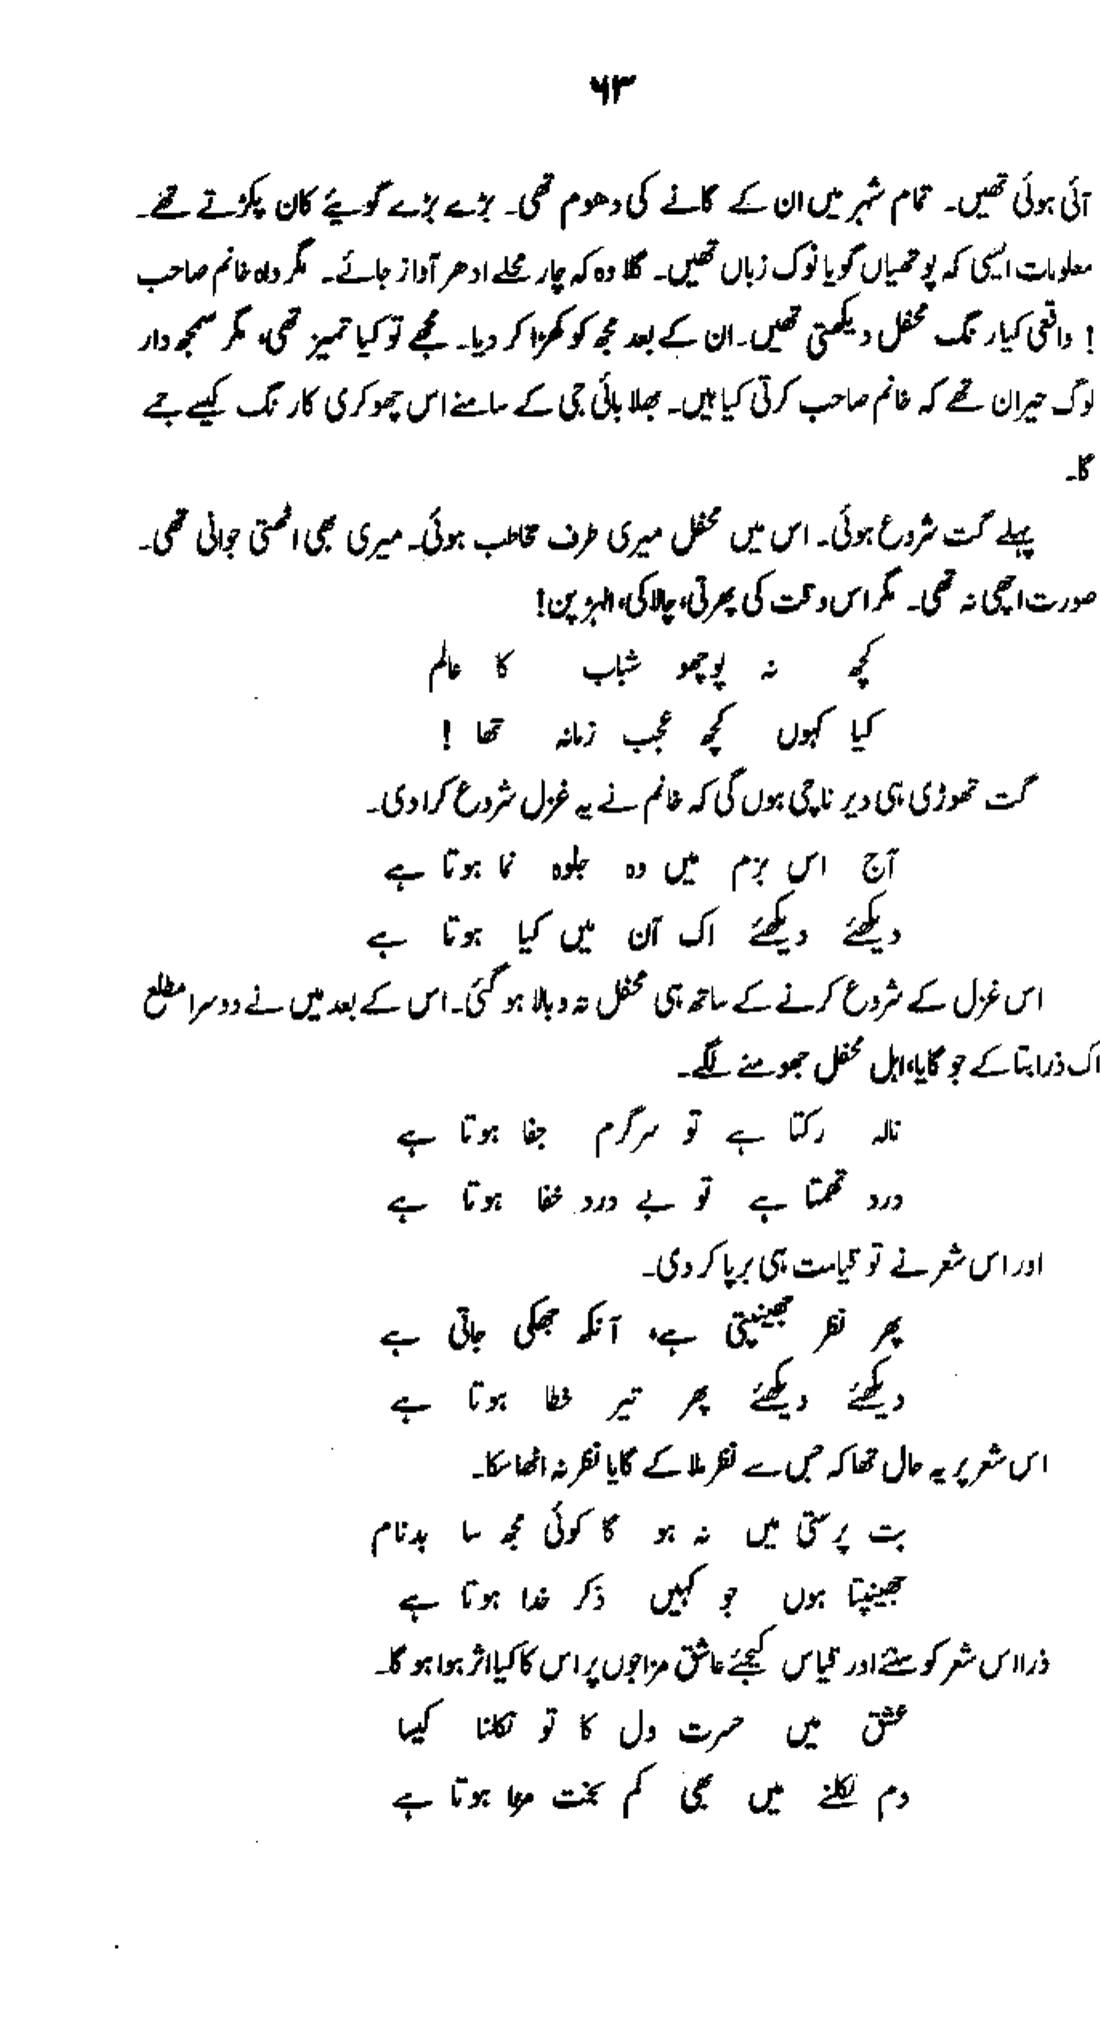 ۶۳
آئی ہوئی تھیں۔ تمام شہر میں ان کے گانے کی دھوم تھی۔ بڑے بڑے گویئے کان پکڑتے تھے۔
معلومات ایسی کہ پوتھیاں گویا نوک زباں تھیں۔ گلا وہ کہ چار محلے ادھر آواز جائے۔ مگر واہ خانم صاحب
! واقعی کیا رنگ محفل دیکھتی تھیں۔ ان کے بعد مجھ کو کھڑا کر دیا۔ مجھے تو کیا تمیز تھی، مگر سمجھ دار
لوگ حیران تھے کہ خانم صاحب کرتی کیا ہیں۔ بھلا بائی جی کے سامنے اس چھوکری کا رنگ کیسے جمے
گا۔
پہلے گت شروع ہوئی۔ اس میں محفل میری طرف مخاطب ہوئی۔ میری بھی اٹھتی جوانی تھی۔
صورت اچھی نہ تھی۔ مگر اس وقت کی پھرتی، چالاکی، الھڑپن!
کچھ نہ پوچھو شباب کا عالم
کیا کہوں کچھ عجب زمانہ تھا !
گت تھوڑی ہی دیر ناچی ہوں گی کہ خانم نے یہ غزل شروع کرا دی۔
آج اس بزم میں وہ جلوہ نما ہوتا ہے
دیکھئے دیکھئے اک آن میں کیا ہوتا ہے
اس غزل کے شروع کرنے کے ساتھ ہی محفل تہ و بالا ہو گئی۔ اس کے بعد میں نے دوسرا مطلع
اک ذرا بتا کے جو گایا، اہل محفل جھومنے لگے۔
نالہ رکتا ہے تو سرگرم جفا ہوتا ہے
درد تھمتا ہے تو بے درد خفا ہوتا ہے
اور اس شعر نے تو قیامت ہی برپا کر دی۔
پھر نظر جھینپتی ہے، آنکھ جھکی جاتی ہے
دیکھئے دیکھئے پھر تیر خطا ہوتا ہے
اس شعر پر یہ حال تھا کہ جس سے نظر ملا کے گایا نظر نہ اٹھا سکا۔
بت پرستی میں نہ ہو گا کوئی مجھ سا بدنام
جھینپتا ہوں جو کہیں ذکر خدا ہوتا ہے
ذرا اس شعر کو سنئے اور قیاس کیجئے عاشق مزاجوں پر اس کا کیا اثر ہوا ہو گا۔
عشق میں حسرت دل کا تو نکلنا کیسا
دم نکلنے میں بھی کم بخت مزا ہوتا ہے